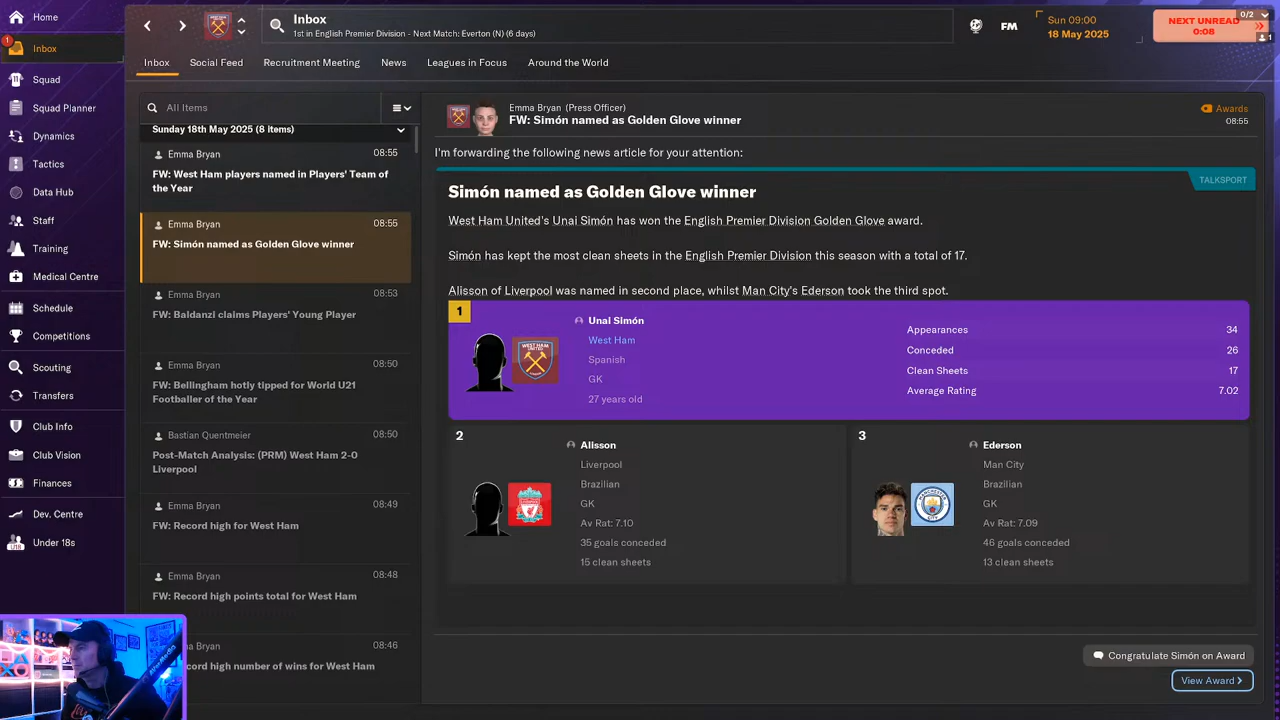 Home
Inbox
1st in English Premier Division - Next Match: Everton (N) (6 days)
FM
Sun 09:00
18 May 2025
NEXT UNREAD
0:08
0/2
1
1
Inbox
Squad
Squad Planner
Dynamics
Tactics
Data Hub
Staff
Training
Medical Centre
Schedule
Competitions
Scouting
Transfers
Club Info
Club Vision
Finances
Dev. Centre
Under 18s
Inbox
Social Feed
Recruitment Meeting
News
Leagues in Focus
Around the World
All Items
Sunday 18th May 2025 (8 items)
Emma Bryan
08:55
FW: West Ham players named in Players' Team of
the Year
Emma Bryan
08:55
FW: Simón named as Golden Glove winner
Emma Bryan
08:53
FW: Baldanzi claims Players' Young Player
Emma Bryan
08:50
FW: Bellingham hotly tipped for World U21
Footballer of the Year
Bastian Quentmeier
08:50
Post-Match Analysis: (PRM) West Ham 2-0
Liverpool
Emma Bryan
08:49
FW: Record high for West Ham
Emma Bryan
08:48
FW: Record high points total for West Ham
Bryan
08:46
cord high number of wins for West Ham
Emma Bryan (Press Officer)
FW: Simón named as Golden Glove winner
Awards
08:55
I'm forwarding the following news article for your attention:
TALKSPORT
Simón named as Golden Glove winner
West Ham United's Unai Simón has won the English Premier Division Golden Glove award.
Simón has kept the most clean sheets in the English Premier Division this season with a total of 17.
Alisson of Liverpool was named in second place, whilst Man City's Ederson took the third spot.
1
Unai Simón
West Ham
Spanish
GK
27 years old
Appearances 34
Conceded 26
Clean Sheets 17
Average Rating 7.02
2
Alisson
Liverpool
Brazilian
GK
Av Rat: 7.10
35 goals conceded
15 clean sheets
3
Ederson
Man City
Brazilian
GK
Av Rat: 7.09
46 goals conceded
13 clean sheets
Congratulate Simón on Award
View Award